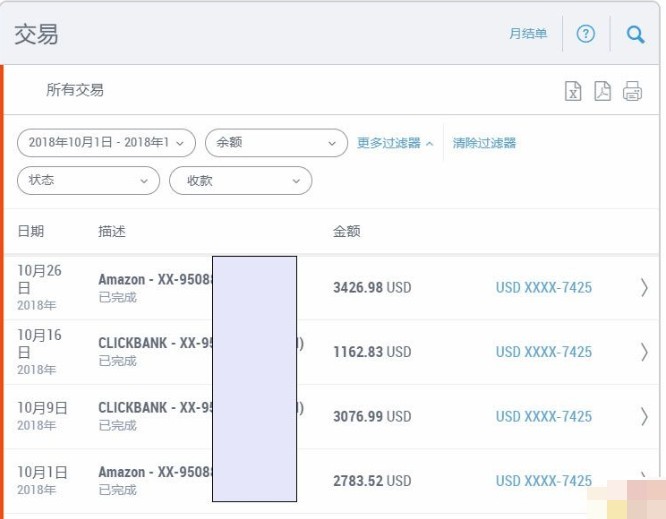 交易
月结单
?
所有交易
2018年10月1日 - 2018年1
余额
更多过滤器
清除过滤器
状态
收款
日期 描述 金额
10月26日
2018年
Amazon - XX-9508
已完成
3426.98 USD
USD XXXX-7425
10月16日
2018年
CLICKBANK - XX-95
)
已完成
1162.83 USD
USD XXXX-7425
10月9日
2018年
CLICKBANK - XX-95
)
已完成
3076.99 USD
USD XXXX-7425
10月1日
2018年
Amazon - XX-9508
已完成
2783.52 USD
USD XXXX-7425